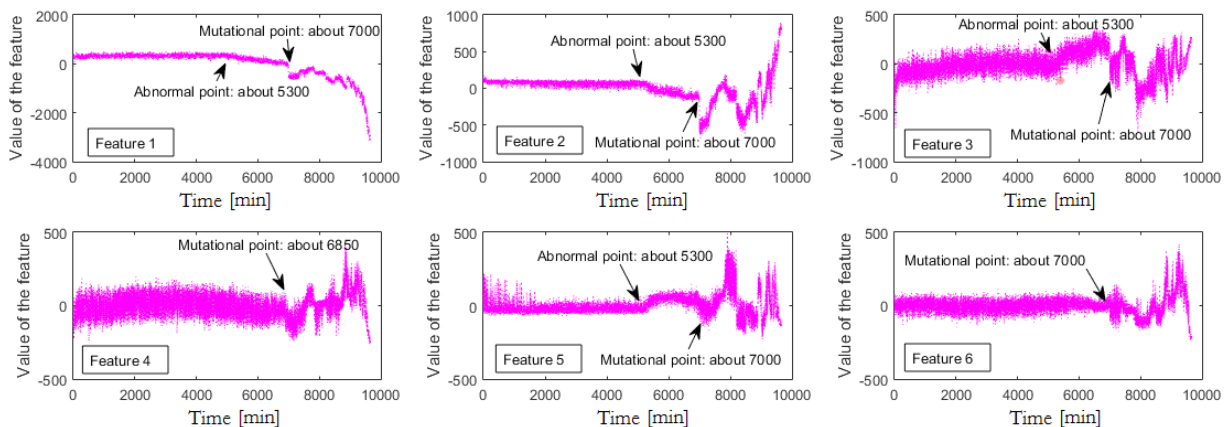 Value of the feature
2000
0
-2000
-4000
Mutational point: about 7000
Abnormal point: about 5300
Feature 1
0 2000 4000 6000 8000 10000
Time [min]
Value of the feature
1000
500
0
-500
-1000
Abnormal point: about 5300
Mutational point: about 7000
Feature 2
0 2000 4000 6000 8000 10000
Time [min]
Value of the feature
500
0
-500
-1000
Abnormal point: about 5300
Mutational point: about 7000
Feature 3
0 2000 4000 6000 8000 10000
Time [min]
Value of the feature
500
0
-500
Mutational point: about 6850
Feature 4
0 2000 4000 6000 8000 10000
Time [min]
Value of the feature
500
0
-500
Abnormal point: about 5300
Mutational point: about 7000
Feature 5
0 2000 4000 6000 8000 10000
Time [min]
Value of the feature
500
0
-500
Mutational point: about 7000
Feature 6
0 2000 4000 6000 8000 10000
Time [min]